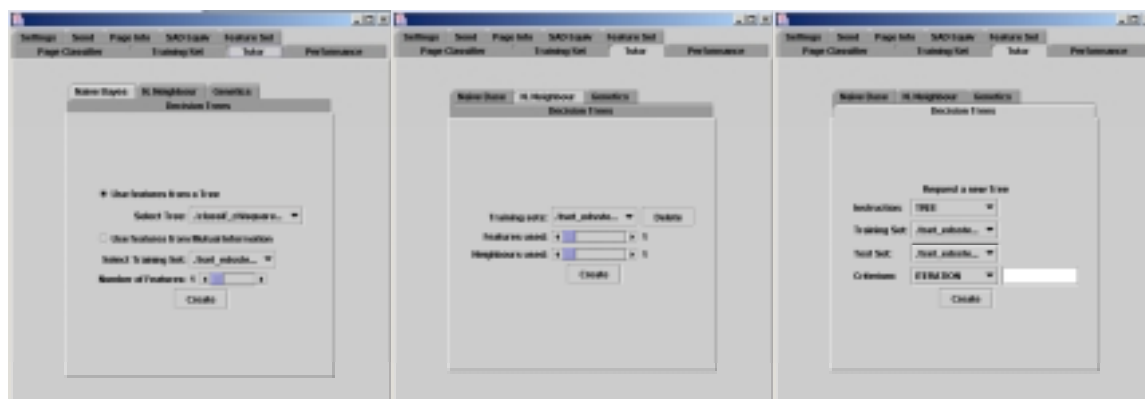 Settings Seed Page Info SAD Equiv Feature Set
Page Classifier Training Set Tutor Performance
Naive Bayes N. Neighbour Genetics
Decision Trees
Use features from a Tree
Select Tree:
Use features from Mutual Information
Select Training Set:
Number of Features: 1
Create
Settings Seed Page Info SAD Equiv Feature Set
Page Classifier Training Set Tutor Performance
Naive Bayes N. Neighbour Genetics
Decision Trees
Training sets: Delete
Features used: 1
Neighbours used: 1
Create
Settings Seed Page Info SAD Equiv Feature Set
Page Classifier Training Set Tutor Performance
Naive Bayes N. Neighbour Genetics
Decision Trees
Request a new Tree
Instruction: TREE
Training Set:
Test Set:
Criterium: ITERATION
Create